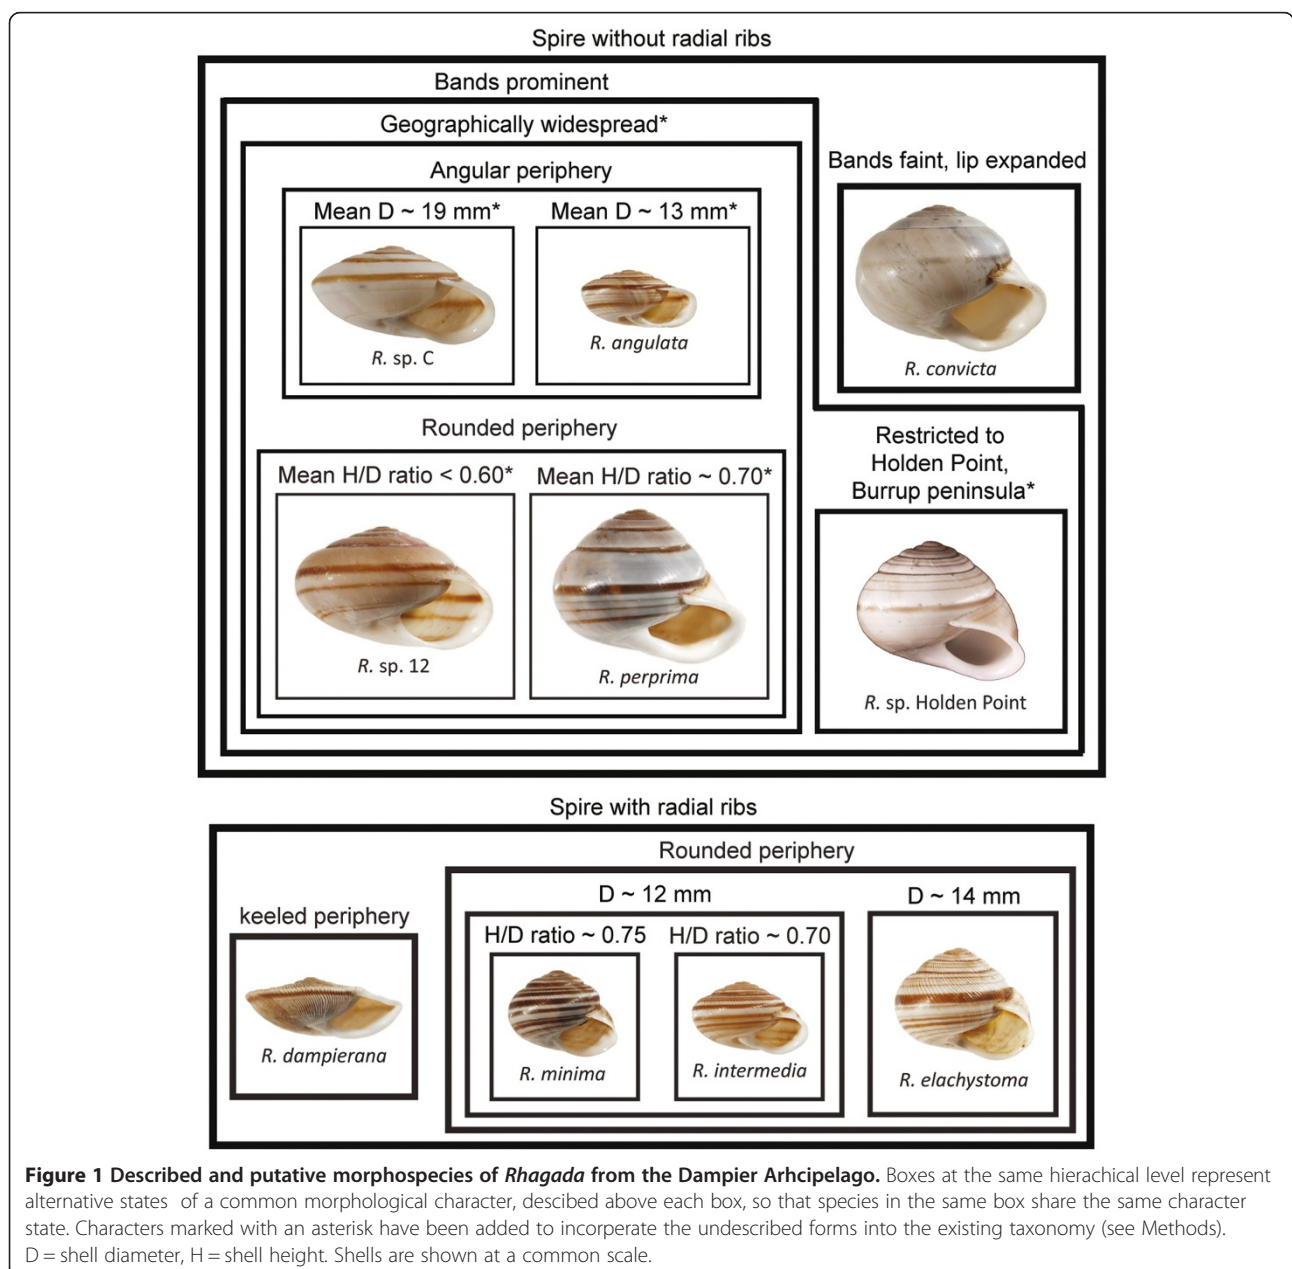 Spire without radial ribs
Bands prominent
Geographically widespread*
Angular periphery
Mean D ~ 19 mm*
Mean D ~ 13 mm*
R. sp. C
R. angulata
Bands faint, lip expanded
R. convicta
Rounded periphery
Mean H/D ratio < 0.60*
Mean H/D ratio ~ 0.70*
R. sp. 12
R. perprima
Restricted to
Holden Point,
Burrup peninsula*
R. sp. Holden Point
Spire with radial ribs
keeled periphery
R. dampierana
Rounded periphery
D ~ 12 mm
H/D ratio ~ 0.75
H/D ratio ~ 0.70
R. minima
R. intermedia
D ~ 14 mm
R. elachystoma
Figure 1 Described and putative morphospecies of Rhagada from the Dampier Arhcipelago. Boxes at the same hierachical level represent
alternative states of a common morphological character, descibed above each box, so that species in the same box share the same character
state. Characters marked with an asterisk have been added to incorperate the undescribed forms into the existing taxonomy (see Methods).
D = shell diameter, H = shell height. Shells are shown at a common scale.